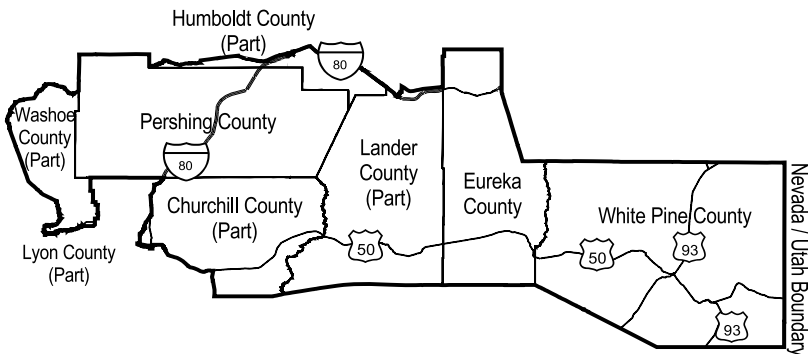 Humboldt County
(Part)
80
Washoe
County
(Part)
Pershing County
80
Lander
County
(Part)
Eureka
County
Churchill County
(Part)
White Pine County
Lyon County
(Part)
50
50
93
93
Nevada / Utah Boundary